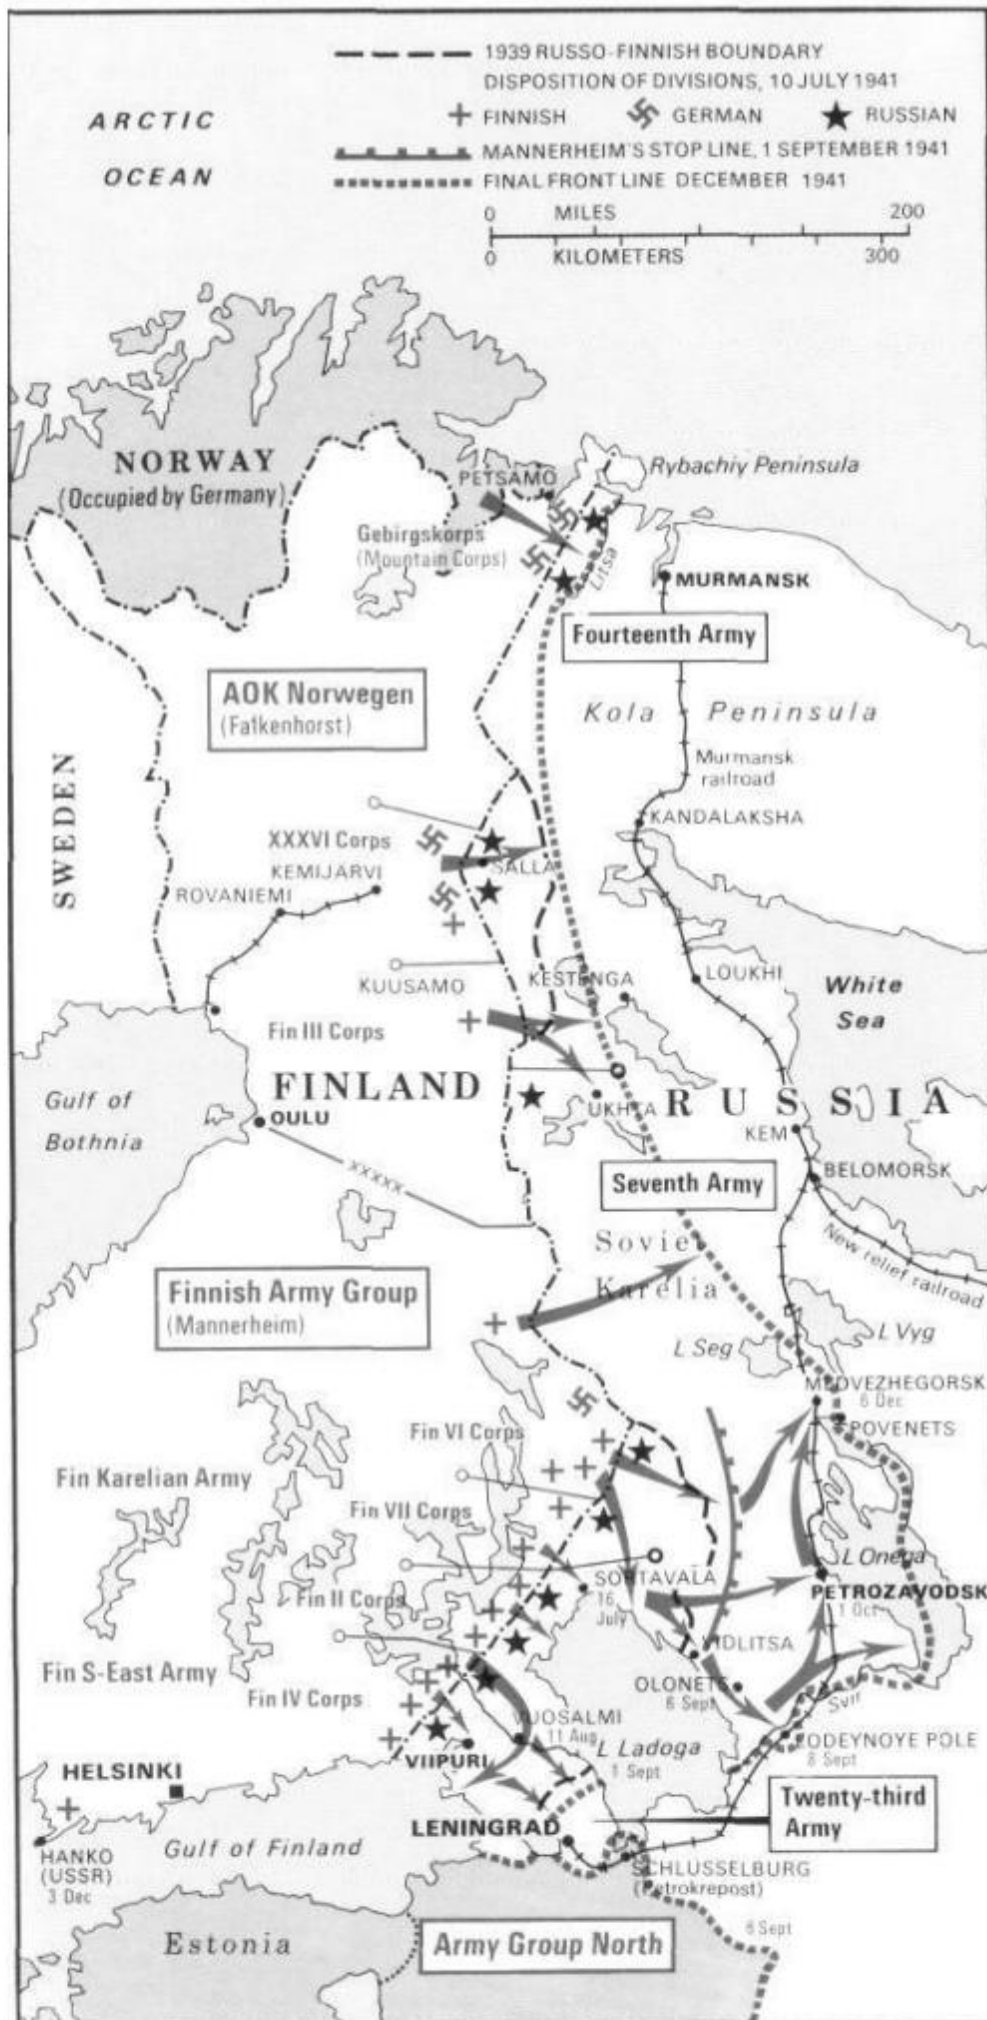 1939 RUSSO-FINNISH BOUNDARY
DISPOSITION OF DIVISIONS, 10 JULY 1941
FINNISH GERMAN RUSSIAN
MANNERHEIM'S STOP LINE, 1 SEPTEMBER 1941
FINAL FRONT LINE DECEMBER 1941
0 MILES 200
0 KILOMETERS 300
ARCTIC
OCEAN
NORWAY
(Occupied by Germany)
PETSAMO
Rybachiy Peninsula
Gebirgskorps
(Mountain Corps)
Litsa
MURMANSK
Fourteenth Army
AOK Norwegen
(Falkenhorst)
Kola Peninsula
Murmansk
railroad
SWEDEN
XXXVI Corps
KANDALAKSHA
KEMIJARVI
SALLA
ROVANIEMI
KUUSAMO
KESTENGA
LOUKHI
White
Sea
Fin III Corps
FINLAND
RUSSIA
Gulf of
Bothnia
OULU
UKHTA
KEM
XXXXX
Seventh Army
BELOMORSK
New relief railroad
Soviet
Karelia
Finnish Army Group
(Mannerheim)
L Seg
L Vyg
MEDVEZHEGORSK
6 Dec
POVENETS
Fin VI Corps
Fin Karelian Army
Fin VII Corps
L Onega
SORTAVALA
16
July
PETROZAVODSK
1 Oct
Fin II Corps
VIDLITSA
Fin S-East Army
OLONETS
6 Sept
Svir
Fin IV Corps
VUOSALMI
11 Aug
LODEYNOYE POLE
8 Sept
L Ladoga
1 Sept
VIIPURI
HELSINKI
Twenty-third
Army
LENINGRAD
Gulf of Finland
HANKO
(USSR)
3 Dec
SCHLUSSELBURG
(Petrokrepost)
6 Sept
Estonia
Army Group North